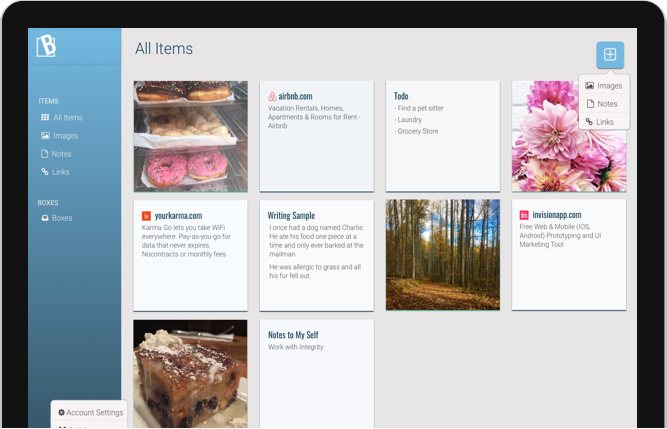 B
All Items
ITEMS
All Items
Images
Notes
Links
BOXES
Boxes
Account Settings
Images
Notes
Links
airbnb.com
Vacation Rentals, Homes,
Apartments & Rooms for Rent -
Airbnb
Todo
- Find a pet sitter
- Laundry
- Grocery Store
yourkarma.com
Karma Go lets you take WiFi
everywhere. Pay-as-you-go for
data that never expires.
Nocontracts or monthly fees
Writing Sample
I once had a dog named Charlie.
He ate his food one piece at a
time and only ever barked at the
mailman.
He was allergic to grass and all
his fur fell out.
in
invisionapp.com
Free Web & Mobile (IOS,
Android) Prototyping and UI
Marketing Tool
Notes to My Self
Work with Integrity